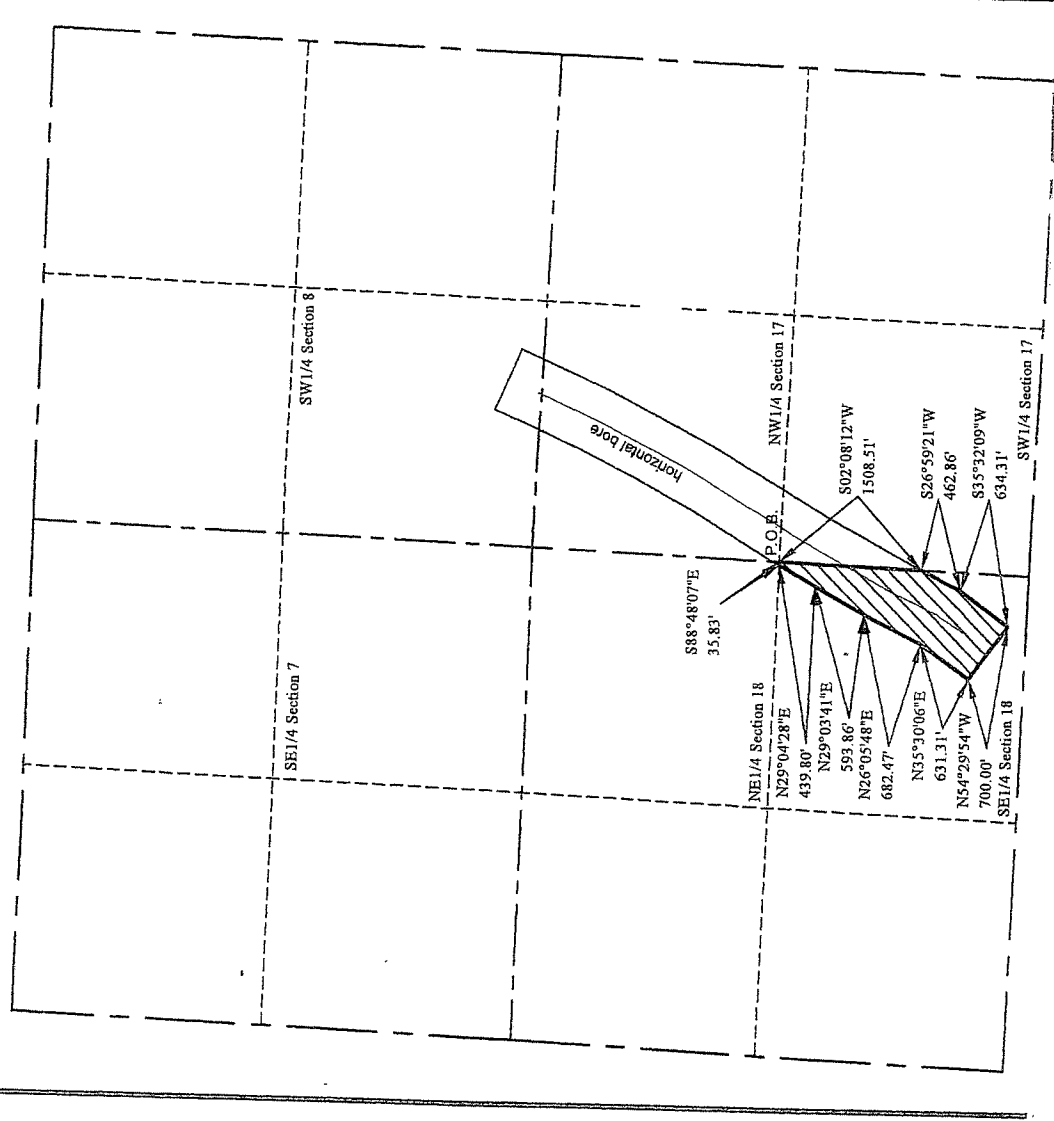 SW1/4 Section 8
SE1/4 Section 7
horizontal bore
NW1/4 Section 17
P.O.B.
S88°48'07"E
35.83'
S02°08'12"W
1508.51'
S26°59'21"W
462.86'
S35°32'09"W
634.31'
SW1/4 Section 17
NE1/4 Section 18
N29°04'28"E
439.80'
N29°03'41"E
593.86'
N26°05'48"E
682.47'
N35°30'06"E
631.31'
N54°29'54"W
700.00'
SE1/4 Section 18